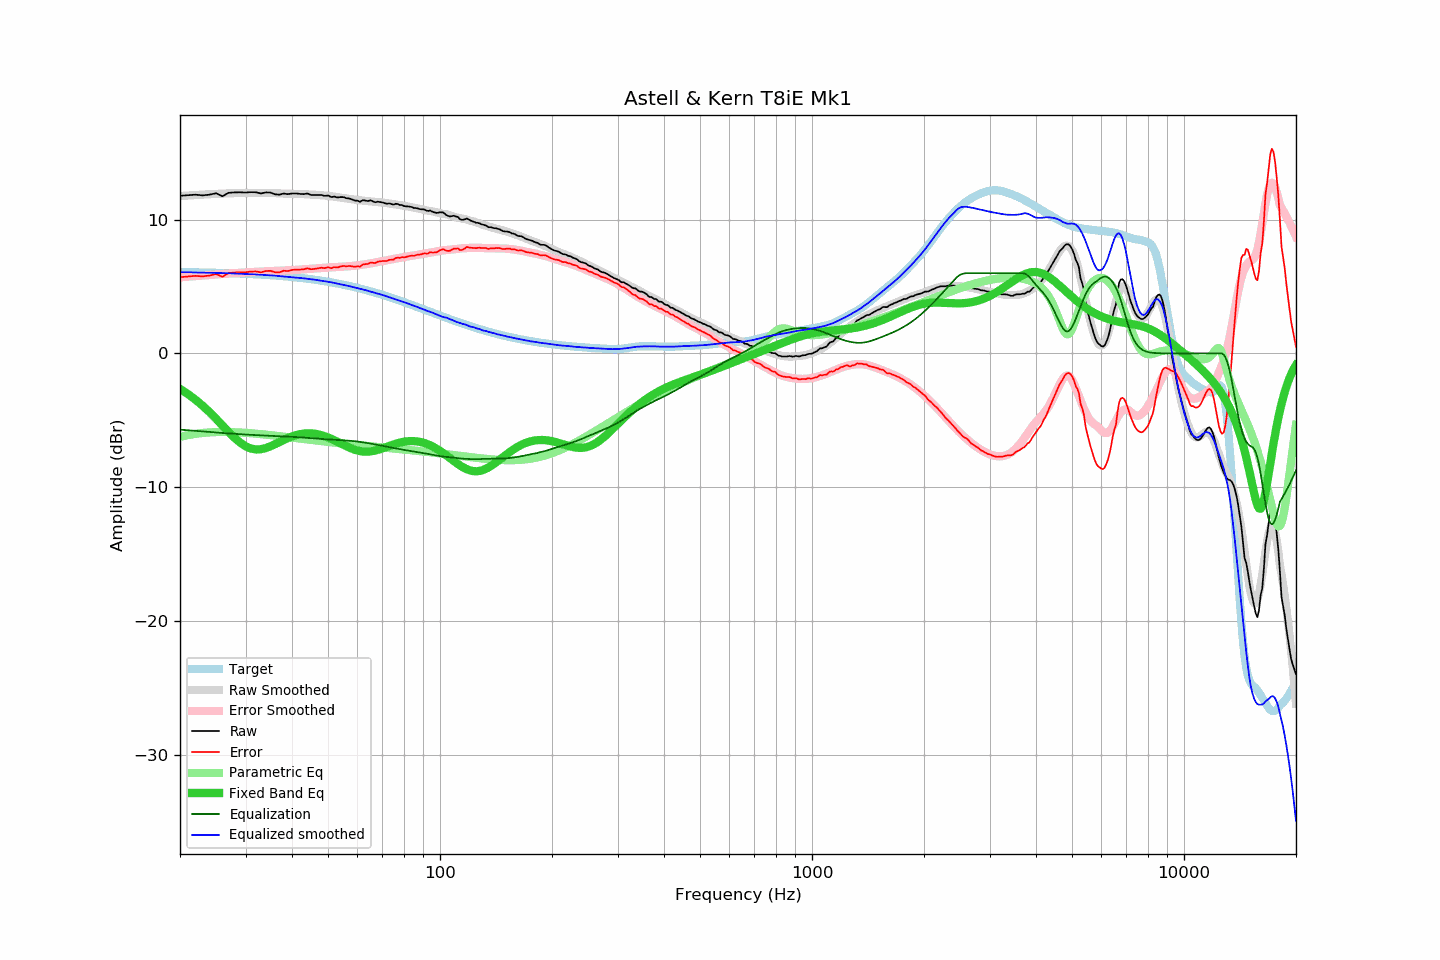 Astell & Kern T8iE Mk1
Amplitude (dBr)
10
0
−10
−20
−30
Target
Raw Smoothed
Error Smoothed
Raw
Error
Parametric Eq
Fixed Band Eq
Equalization
Equalized smoothed
100
1000
10000
Frequency (Hz)